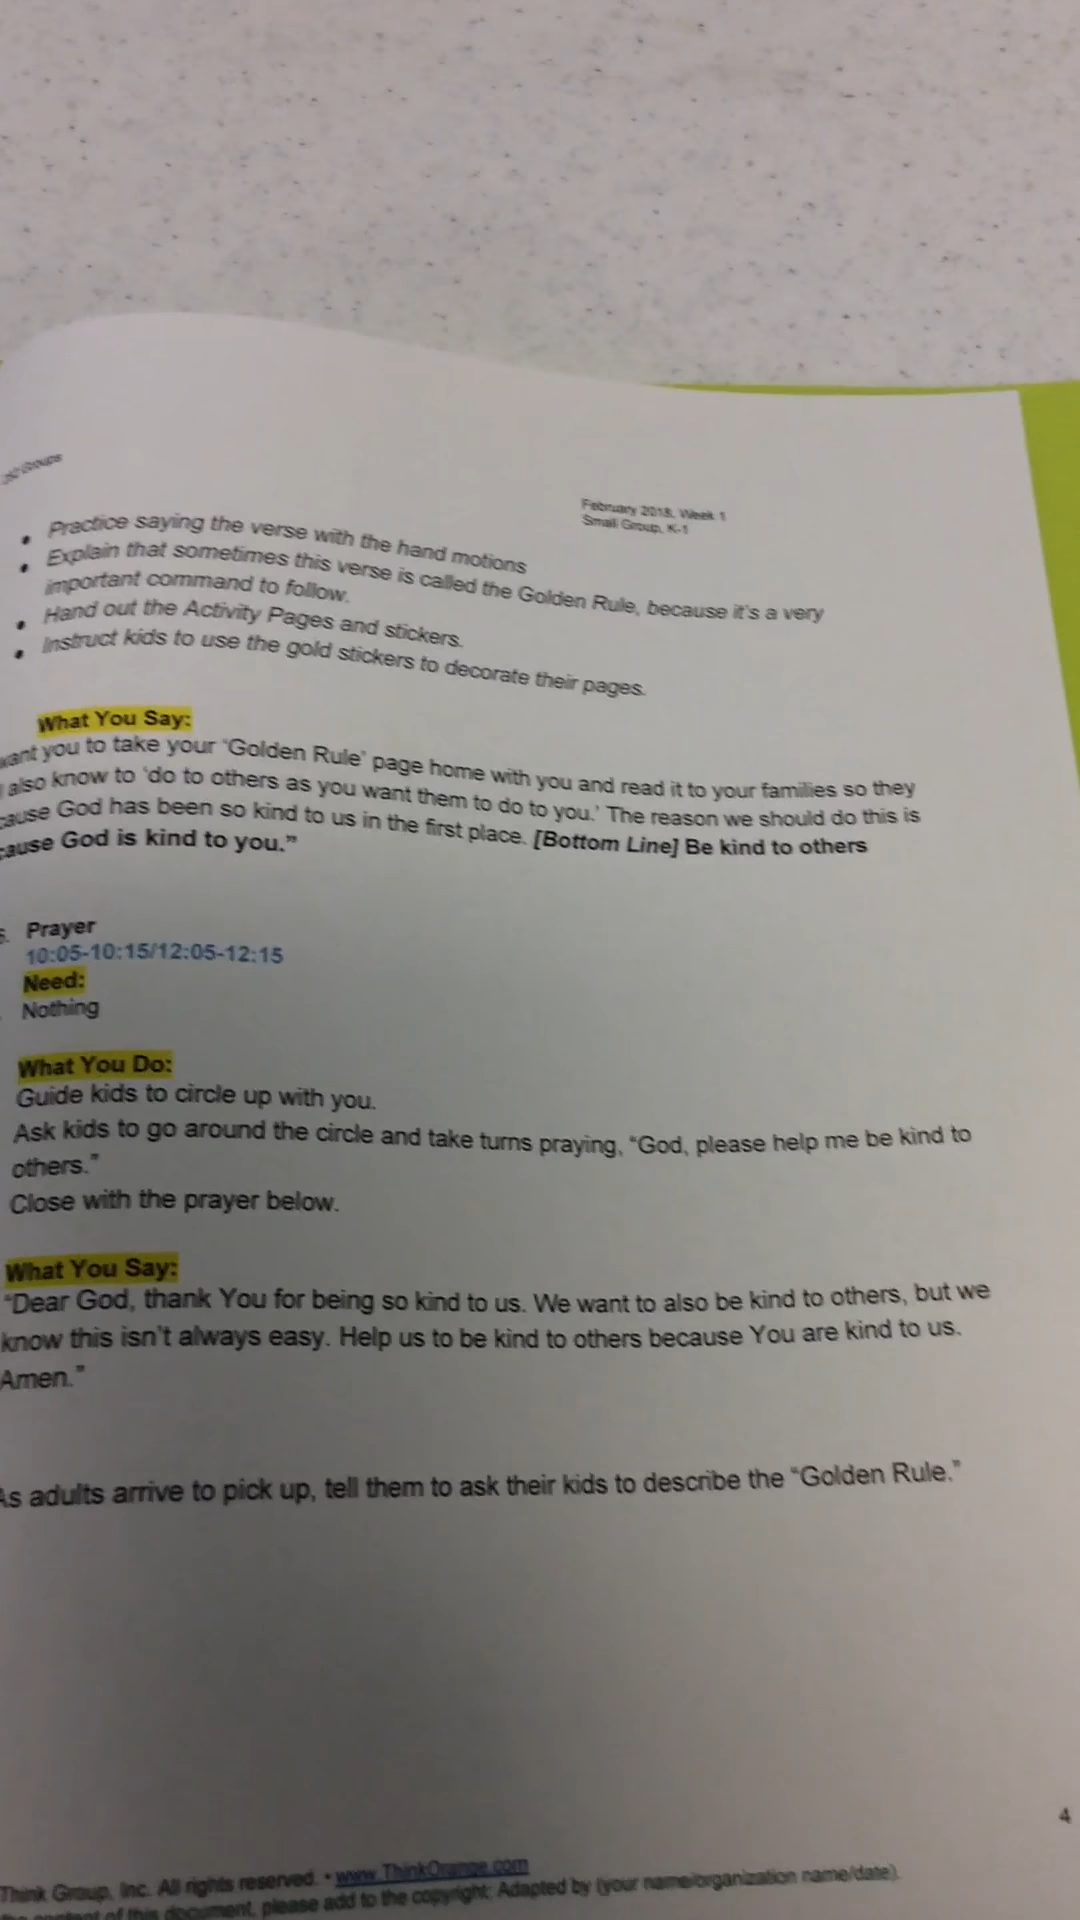 Groups
February 2018, Week 1
Small Group, K-1
• Practice saying the verse with the hand motions
• Explain that sometimes this verse is called the Golden Rule, because it's a very
important command to follow.
• Hand out the Activity Pages and stickers.
• Instruct kids to use the gold stickers to decorate their pages.
What You Say:
want you to take your 'Golden Rule' page home with you and read it to your families so they
also know to 'do to others as you want them to do to you.' The reason we should do this is
cause God has been so kind to us in the first place. [Bottom Line] Be kind to others
cause God is kind to you."
Prayer
10:05-10:15/12:05-12:15
Need:
Nothing
What You Do:
Guide kids to circle up with you.
Ask kids to go around the circle and take turns praying, "God, please help me be kind to
others."
Close with the prayer below.
What You Say:
"Dear God, thank You for being so kind to us. We want to also be kind to others, but we
know this isn't always easy. Help us to be kind to others because You are kind to us.
Amen."
As adults arrive to pick up, tell them to ask their kids to describe the "Golden Rule."
4
Think Group, Inc. All rights reserved. • www.ThinkOrange.com
content of this document, please add to the copyright: Adapted by (your name/organization name/date).